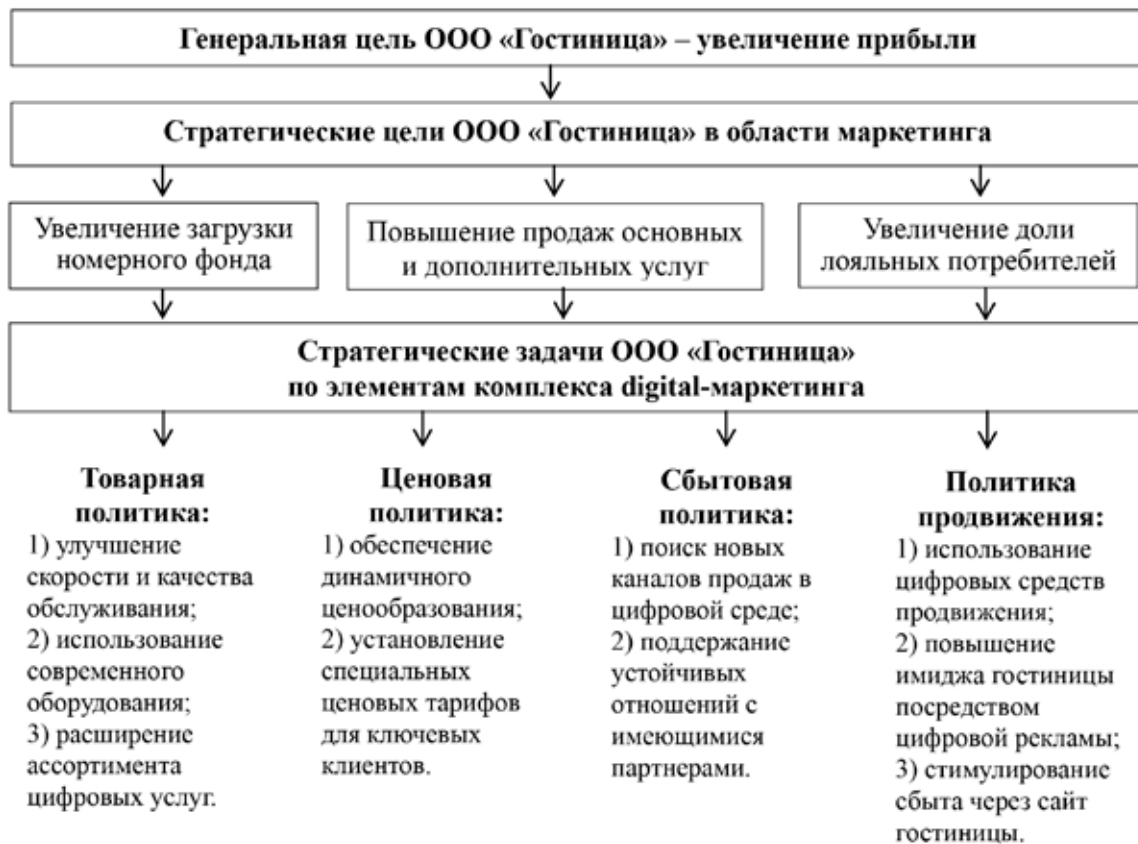 Генеральная цель ООО «Гостиница» – увеличение прибыли
Стратегические цели ООО «Гостиница» в области маркетинга
Увеличение загрузки
номерного фонда
Повышение продаж основных
и дополнительных услуг
Увеличение доли
лояльных потребителей
Стратегические задачи ООО «Гостиница»
по элементам комплекса digital-маркетинга
Товарная
политика:
1) улучшение
скорости и качества
обслуживания;
2) использование
современного
оборудования;
3) расширение
ассортимента
цифровых услуг.
Ценовая
политика:
1) обеспечение
динамичного
ценообразования;
2) установление
специальных
ценовых тарифов
для ключевых
клиентов.
Сбытовая
политика:
1) поиск новых
каналов продаж в
цифровой среде;
2) поддержание
устойчивых
отношений с
имеющимися
партнерами.
Политика
продвижения:
1) использование
цифровых средств
продвижения;
2) повышение
имиджа гостиницы
посредством
цифровой рекламы;
3) стимулирование
сбыта через сайт
гостиницы.